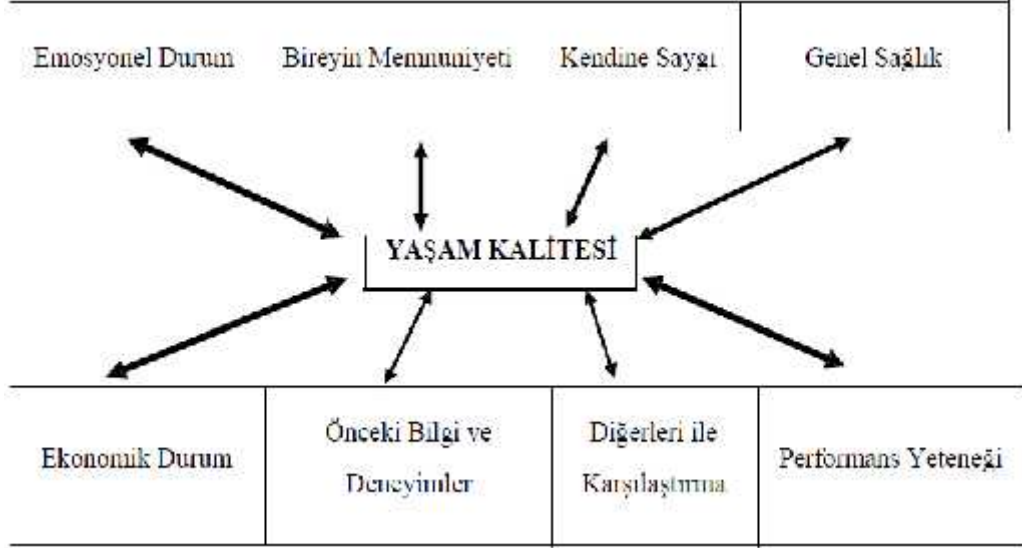 Emosyonel Durum
Bireyin Memnuniyeti
Kendine Saygı
Genel Sağlık
YAŞAM KALİTESİ
Ekonomik Durum
Önceki Bilgi ve
Deneyimler
Diğerleri ile
Karşılaştırma
Performans Yeteneği